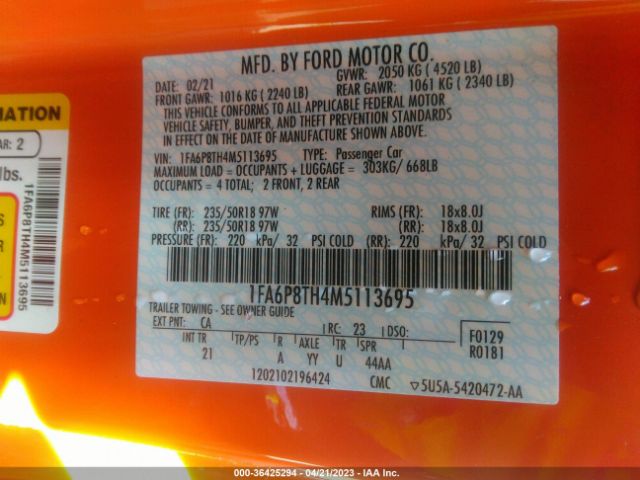 MFD. BY FORD MOTOR CO.
DATE: 02/21
GVWR: 2050 KG ( 4520 LB)
FRONT GAWR: 1016 KG ( 2240 LB)
REAR GAWR: 1061 KG ( 2340 LB)
THIS VEHICLE CONFORMS TO ALL APPLICABLE FEDERAL MOTOR
VEHICLE SAFETY, BUMPER, AND THEFT PREVENTION STANDARDS
IN EFFECT ON THE DATE OF MANUFACTURE SHOWN ABOVE.
VIN: 1FA6P8TH4M5113695 TYPE: Passenger Car
MAXIMUM LOAD = OCCUPANTS + LUGGAGE = 303KG/ 668LB
OCCUPANTS = 4 TOTAL; 2 FRONT, 2 REAR
TIRE (FR): 235/50R18 97W RIMS (FR): 18x8.0J
(RR): 235/50R18 97W (RR): 18x8.0J
PRESSURE (FR): 220 kPa/ 32 PSI COLD (RR): 220 kPa/ 32 PSI COLD
1FA6P8TH4M5113695
TRAILER TOWING - SEE OWNER GUIDE
EXT PNT: CA RC: 23 DSO:
INT TR TP/PS R AXLE TR SPR
21 A YY U 44AA
F0129
R0181
1202102196424 CMC ▽5U5A-5420472-AA
MATION
AR: 2
lbs.
1FA6P8TH4M5113695
000-36425294 - 04/21/2023 - IAA Inc.